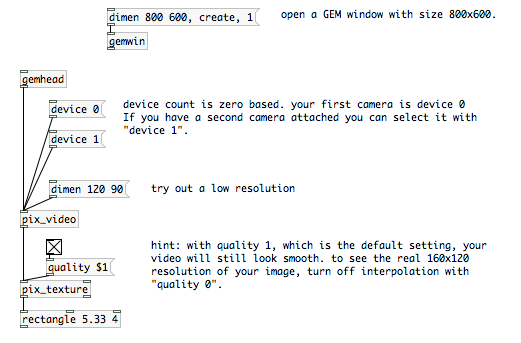 dimen 800 600, create, 1
open a GEM window with size 800x600.
gemwin
gemhead
device 0
device count is zero based. your first camera is device 0
If you have a second camera attached you can select it with
"device 1".
device 1
dimen 120 90
try out a low resolution
pix_video
hint: with quality 1, which is the default setting, your
video will still look smooth. to see the real 160x120
resolution of your image, turn off interpolation with
"quality 0".
quality $1
pix_texture
rectangle 5.33 4